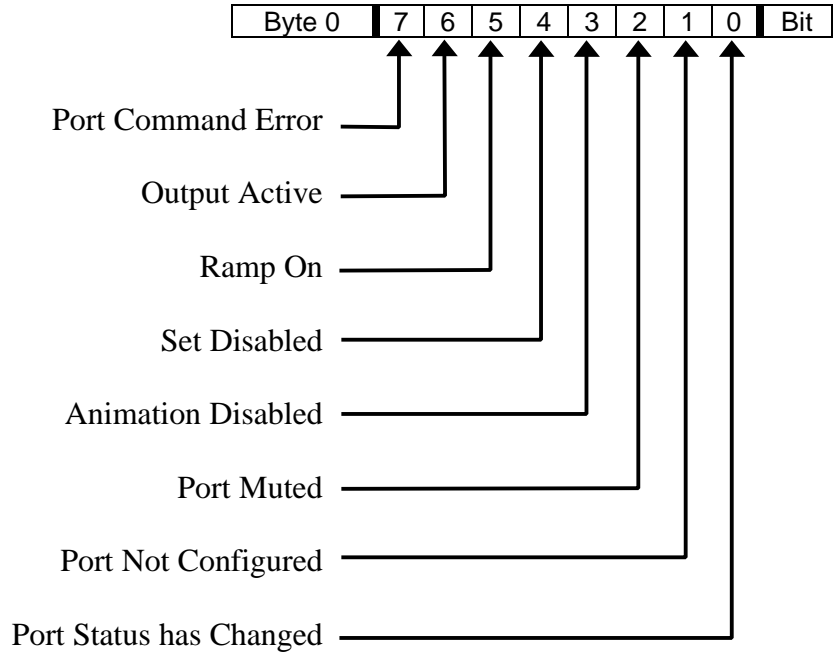 Byte 0 7 6 5 4 3 2 1 0 Bit
Port Command Error
Output Active
Ramp On
Set Disabled
Animation Disabled
Port Muted
Port Not Configured
Port Status has Changed